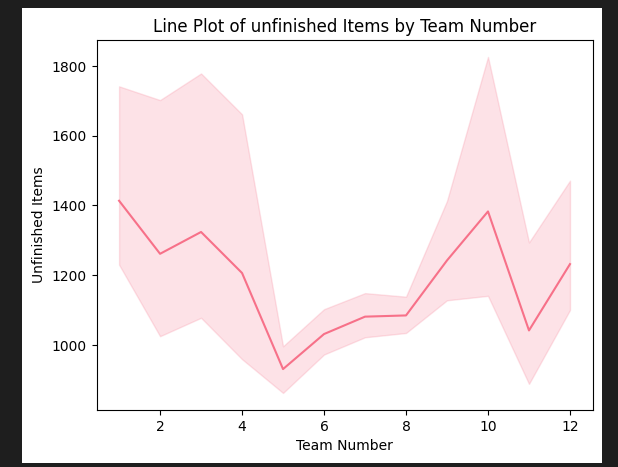 Line Plot of unfinished Items by Team Number
1800
1600
1400
1200
1000
Unfinished Items
2 4 6 8 10 12
Team Number